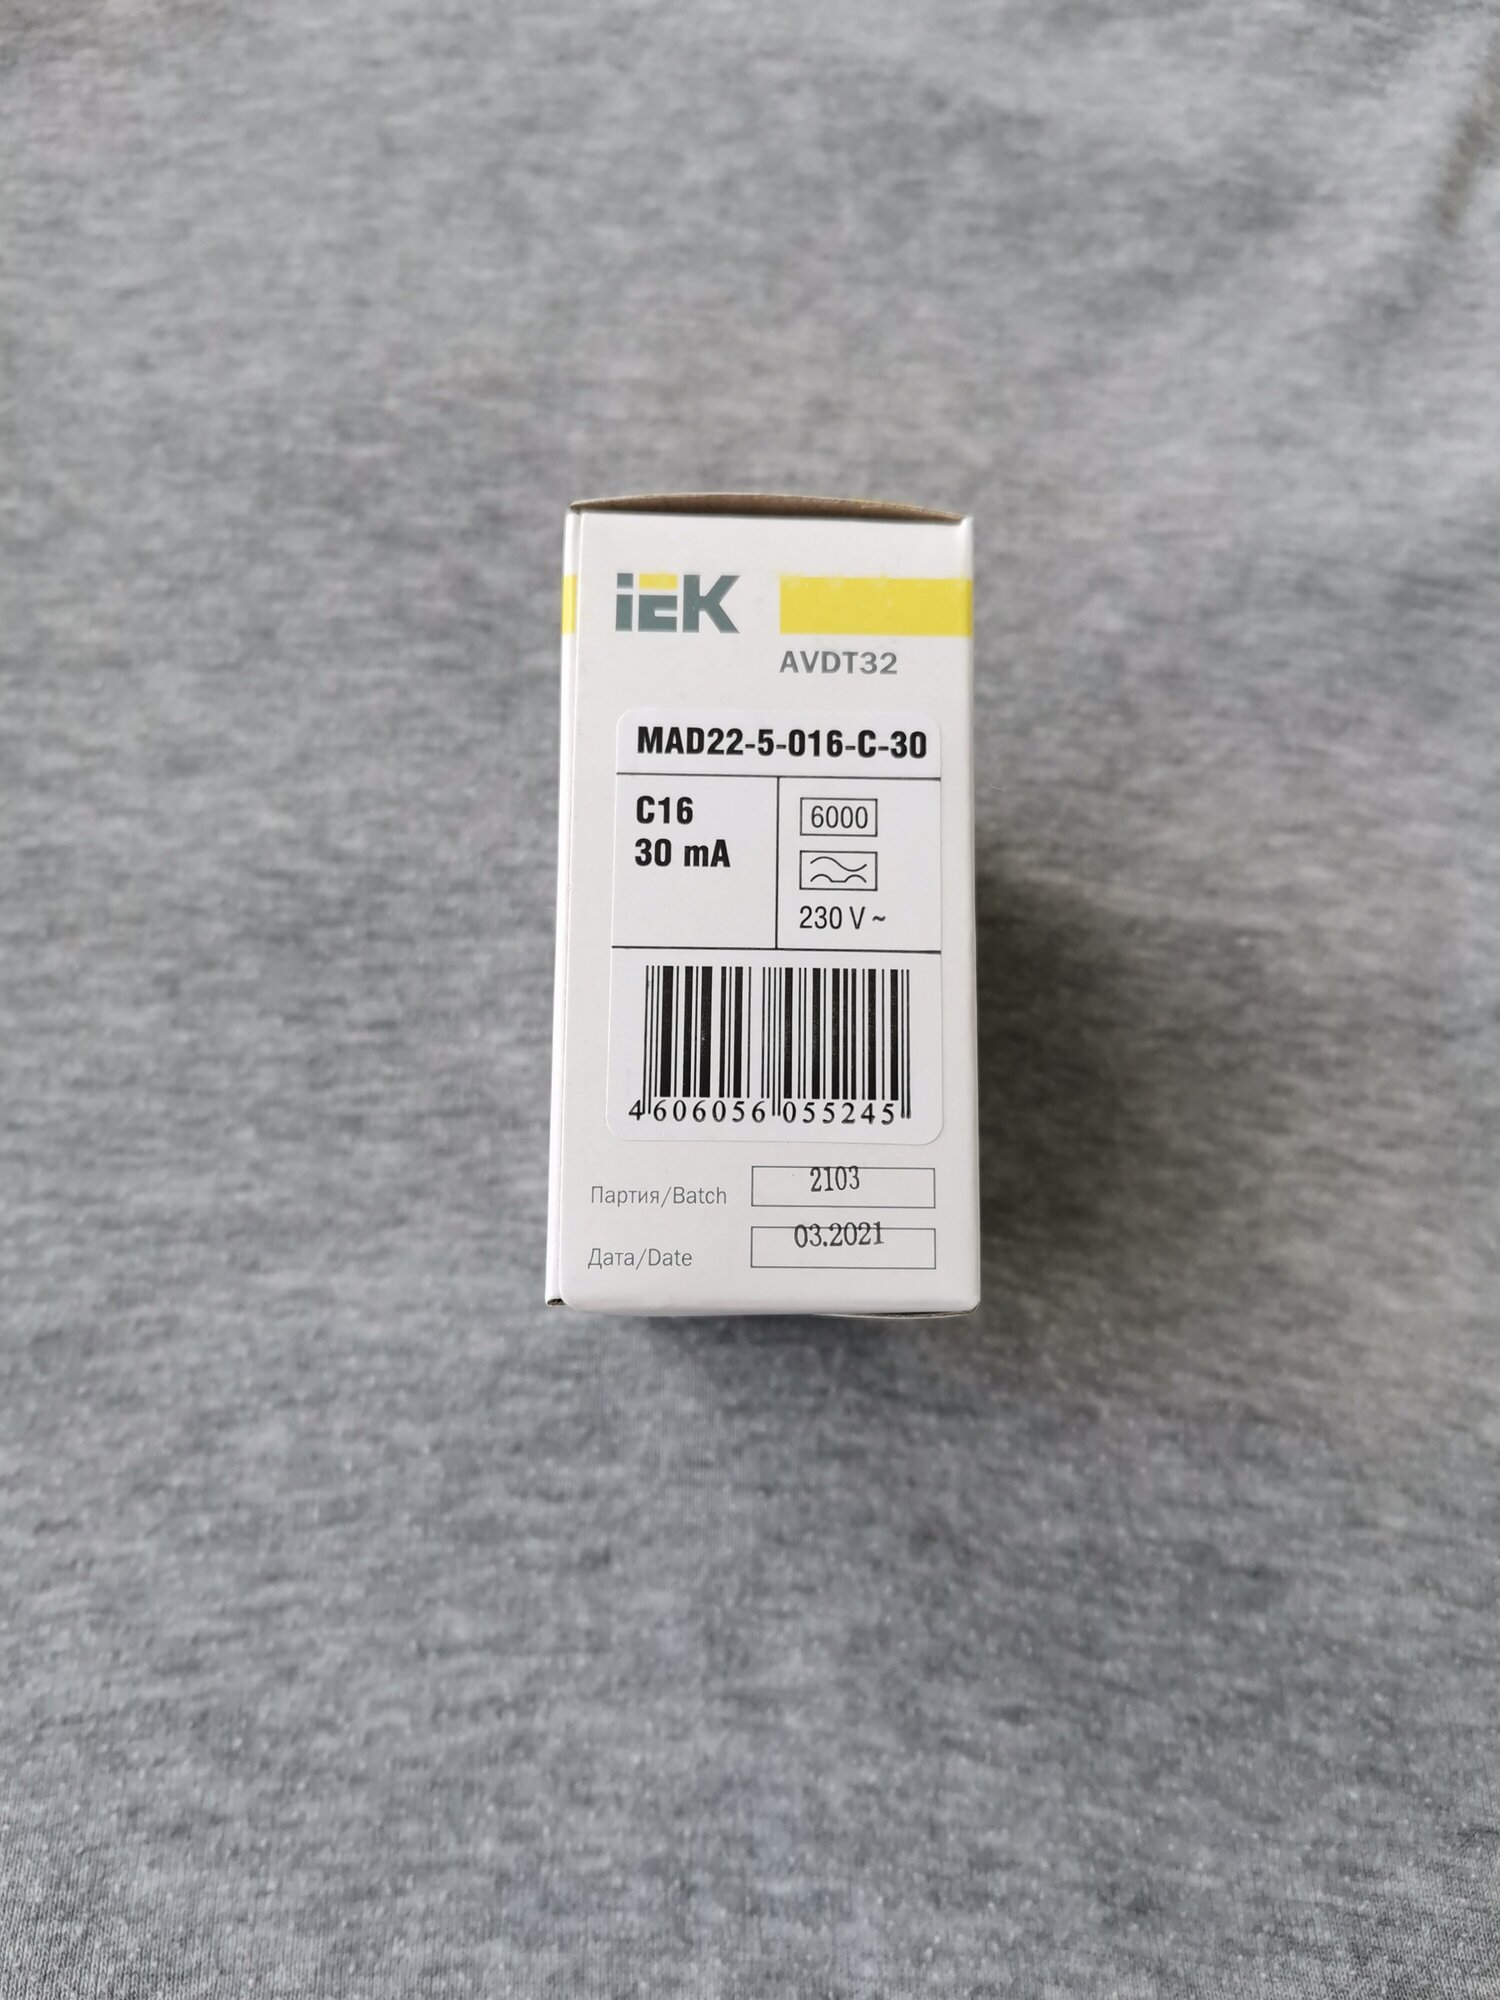 iEK
AVDT32
MAD22-5-016-C-30
C16
30 mA
6000
230 V ~
4 606056 055245
Партия/Batch 2103
Дата/Date 03.2021